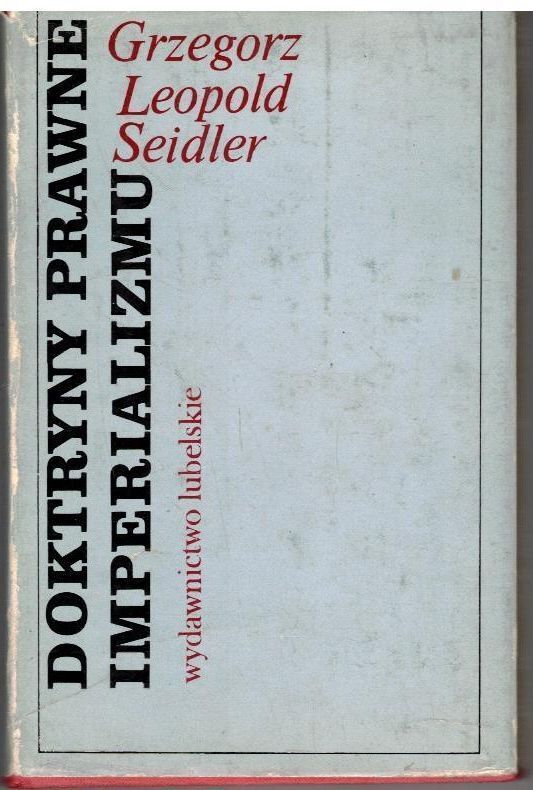 Grzegorz
Leopold
Seidler
DOKTRYNY PRAWNE
IMPERIALIZMU
wydawnictwo lubelskie